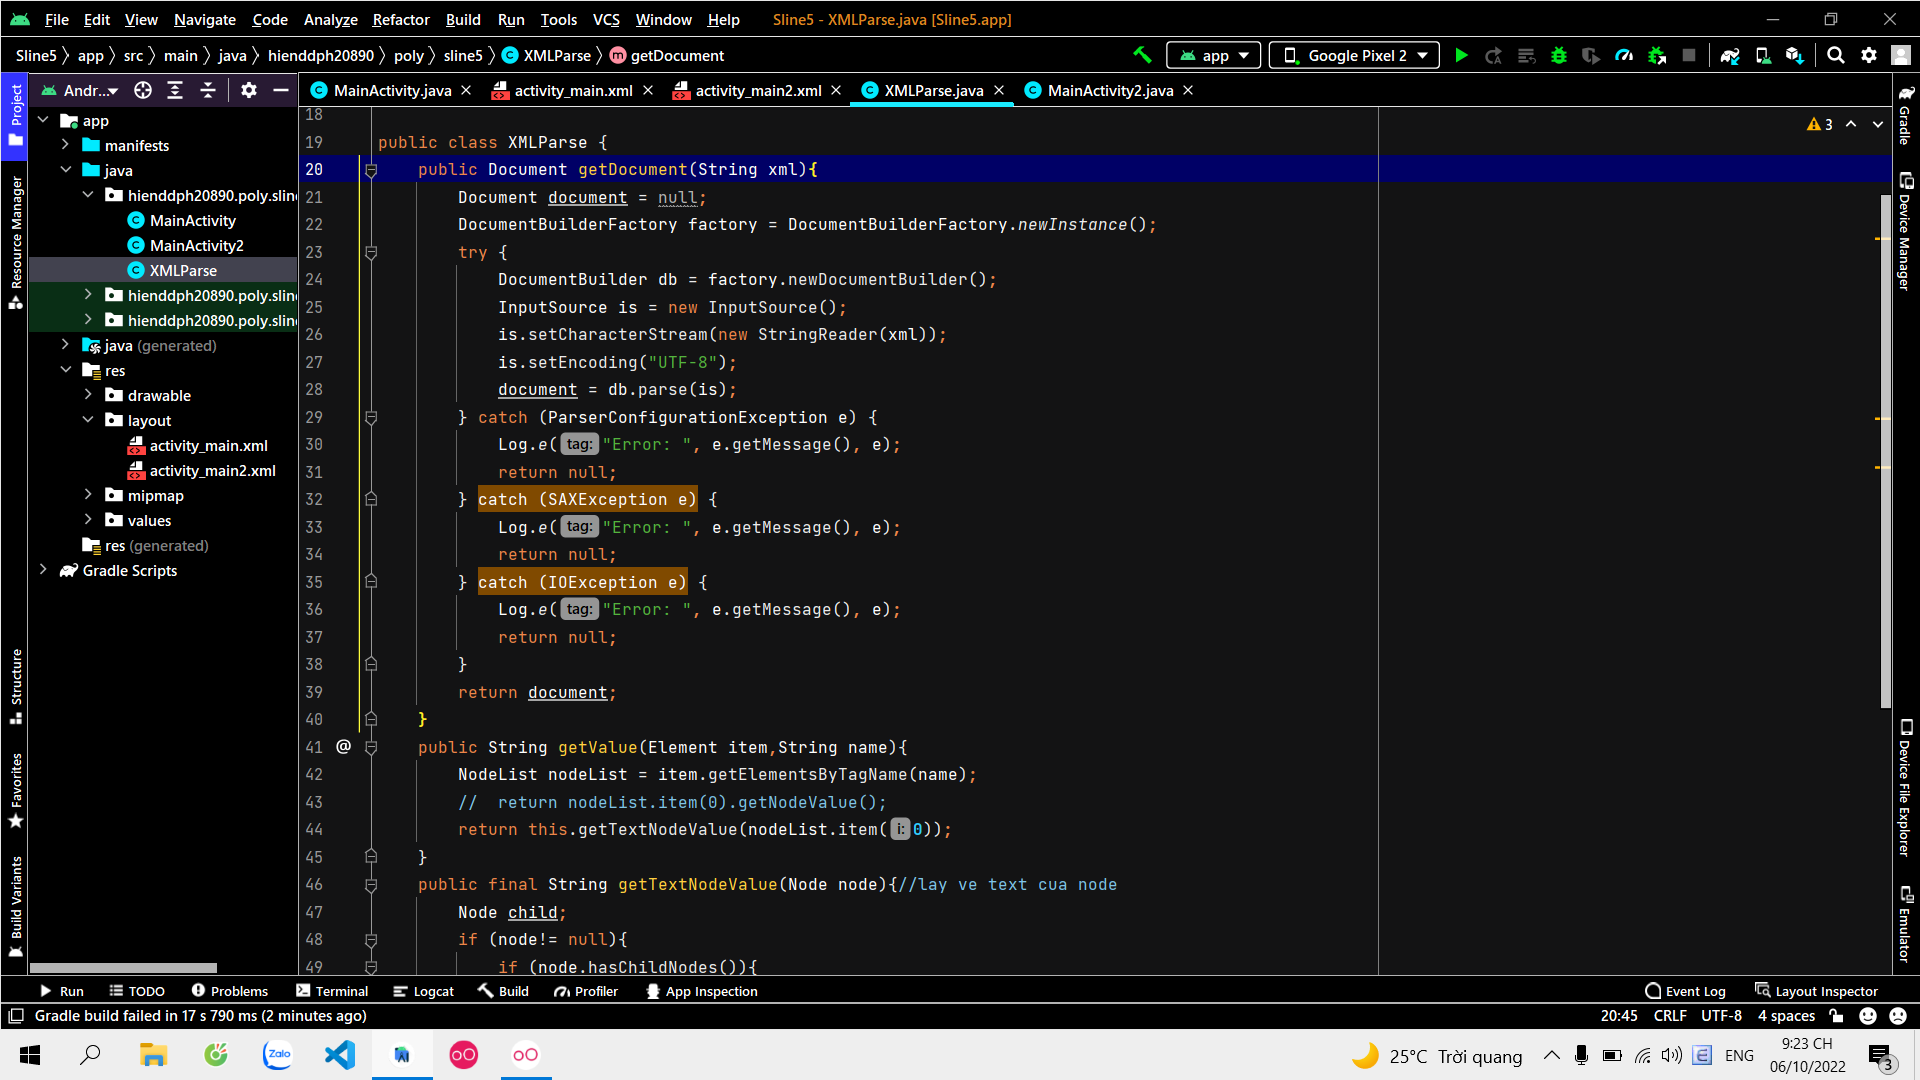 File Edit View Navigate Code Analyze Refactor Build Run Tools VCS Window Help Sline5 - XMLParse.java [Sline5.app]
Sline5 app src main java hienddph20890 poly sline5 XMLParse getDocument app Google Pixel 2
Andr... MainActivity.java activity_main.xml activity_main2.xml XMLParse.java MainActivity2.java
Project
Resource Manager
Structure
Favorites
Build Variants
app
manifests
java
hienddph20890.poly.slin
MainActivity
MainActivity2
XMLParse
hienddph20890.poly.slin
hienddph20890.poly.slin
java (generated)
res
drawable
layout
activity_main.xml
activity_main2.xml
mipmap
values
res (generated)
Gradle Scripts
3
18
19 public class XMLParse {
20 public Document getDocument(String xml){
21 Document document = null;
22 DocumentBuilderFactory factory = DocumentBuilderFactory.newInstance();
23 try {
24 DocumentBuilder db = factory.newDocumentBuilder();
25 InputSource is = new InputSource();
26 is.setCharacterStream(new StringReader(xml));
27 is.setEncoding("UTF-8");
28 document = db.parse(is);
29 } catch (ParserConfigurationException e) {
30 Log.e( tag: "Error: ", e.getMessage(), e);
31 return null;
32 } catch (SAXException e) {
33 Log.e( tag: "Error: ", e.getMessage(), e);
34 return null;
35 } catch (IOException e) {
36 Log.e( tag: "Error: ", e.getMessage(), e);
37 return null;
38 }
39 return document;
40 }
41 @ public String getValue(Element item,String name){
42 NodeList nodeList = item.getElementsByTagName(name);
43 // return nodeList.item(0).getNodeValue();
44 return this.getTextNodeValue(nodeList.item( i: 0));
45 }
46 public final String getTextNodeValue(Node node){//lay ve text cua node
47 Node child;
48 if (node!= null){
49 if (node.hasChildNodes()){
Gradle
Device Manager
Device File Explorer
Emulator
Run TODO Problems Terminal Logcat Build Profiler App Inspection Event Log Layout Inspector
Gradle build failed in 17 s 790 ms (2 minutes ago) 20:45 CRLF UTF-8 4 spaces
Zalo 25°C Trời quang ENG 9:23 CH
06/10/2022 3